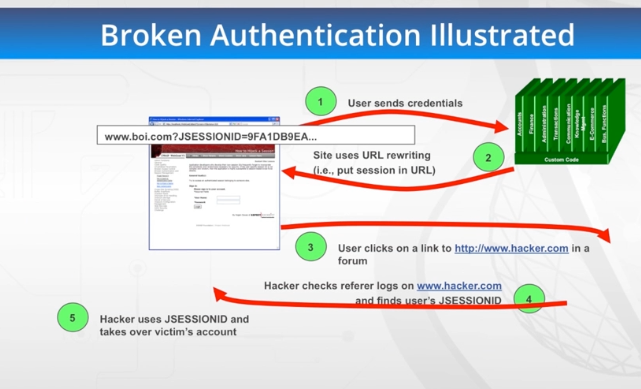 Broken Authentication Illustrated
1
User sends credentials
www.boi.com?JSESSIONID=9FA1DB9EA...
Accounts
Finance
Administration
Transactions
Communication
Knowledge
Mgmt
E-Commerce
Bus. Functions
Custom Code
2
Site uses URL rewriting
(i.e., put session in URL)
3
User clicks on a link to http://www.hacker.com in a
forum
Hacker checks referer logs on www.hacker.com
and finds user's JSESSIONID
4
5
Hacker uses JSESSIONID and
takes over victim's account